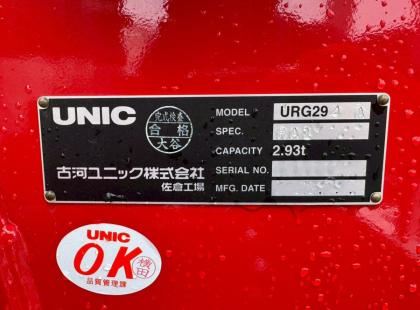 UNIC
完成検査
合格
大谷
古河ユニック株式会社
佐倉工場
MODEL URG29
SPEC.
CAPACITY 2.93t
SERIAL NO.
MFG. DATE
UNIC
OK
横田
品質管理課